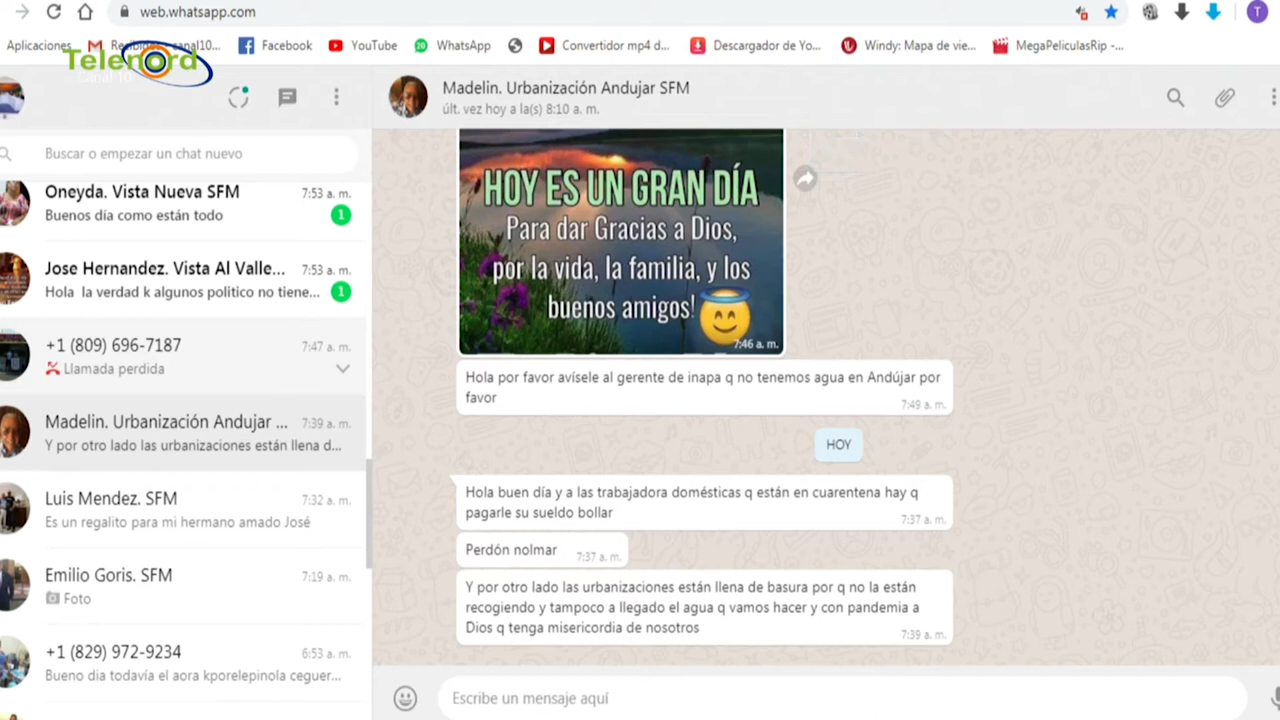 web.whatsapp.com
Aplicaciones
Recibidos canal10...
Facebook
YouTube
20 WhatsApp
Convertidor mp4 d...
Descargador de Yo...
Windy: Mapa de vie...
MegaPeliculasRip -...
T
Telenord
Canal 10
Buscar o empezar un chat nuevo
Oneyda. Vista Nueva SFM 7:53 a. m.
Buenos día como están todo 1
Jose Hernandez. Vista Al Valle... 7:53 a. m.
Hola la verdad k algunos politico no tiene... 1
+1 (809) 696-7187 7:47 a. m.
Llamada perdida
Madelin. Urbanización Andujar ... 7:39 a. m.
Y por otro lado las urbanizaciones están llena d...
Luis Mendez. SFM 7:32 a. m.
Es un regalito para mi hermano amado José
Emilio Goris. SFM 7:19 a. m.
Foto
+1 (829) 972-9234 6:53 a. m.
Bueno dia todavía el aora kporelepinola ceguer...
Madelin. Urbanización Andujar SFM
últ. vez hoy a la(s) 8:10 a. m.
HOY ES UN GRAN DÍA
Para dar Gracias a Dios,
por la vida, la familia, y los
buenos amigos!
7:46 a. m.
Hola por favor avísele al gerente de inapa q no tenemos agua en Andújar por
favor
7:49 a. m.
HOY
Hola buen día y a las trabajadora domésticas q están en cuarentena hay q
pagarle su sueldo bollar
7:37 a. m.
Perdón nolmar 7:37 a. m.
Y por otro lado las urbanizaciones están llena de basura por q no la están
recogiendo y tampoco a llegado el agua q vamos hacer y con pandemia a
Dios q tenga misericordia de nosotros
7:39 a. m.
Escribe un mensaje aquí